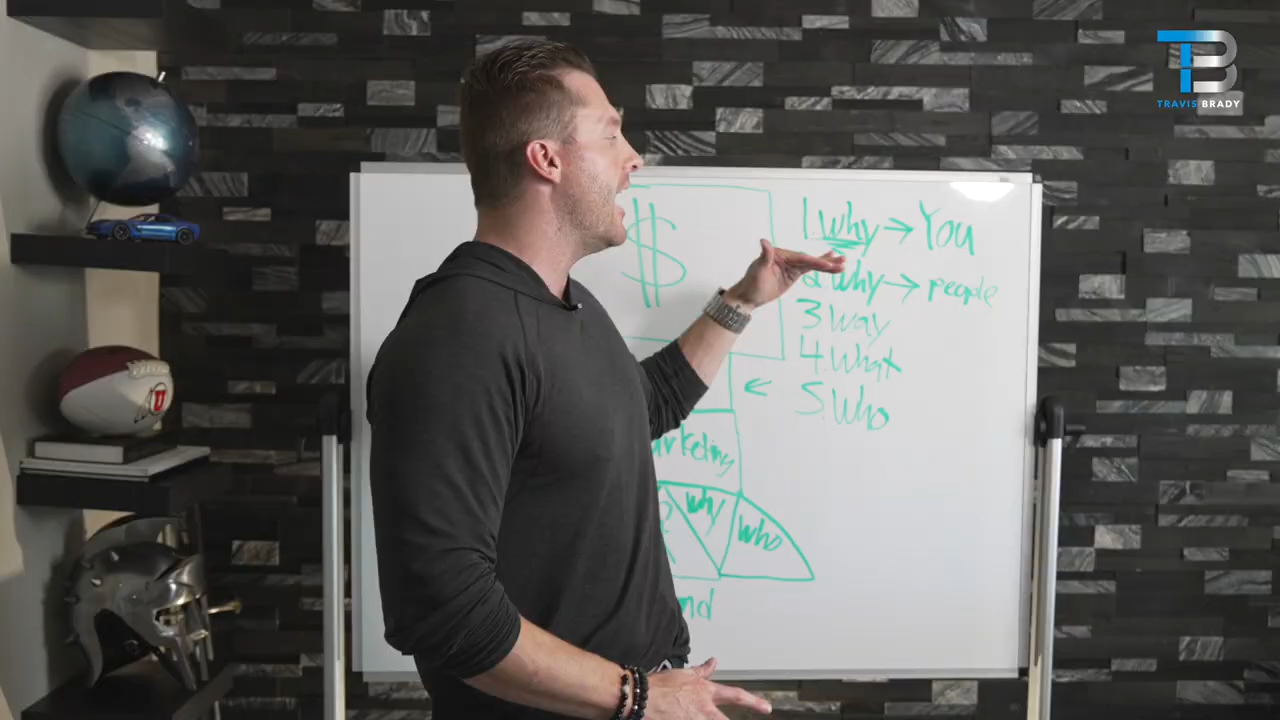 TB
TRAVIS BRADY
$
1. Why → You
2 Why → people
3 Way
4. What
5. Who
←
arketing
why
who
nd
U